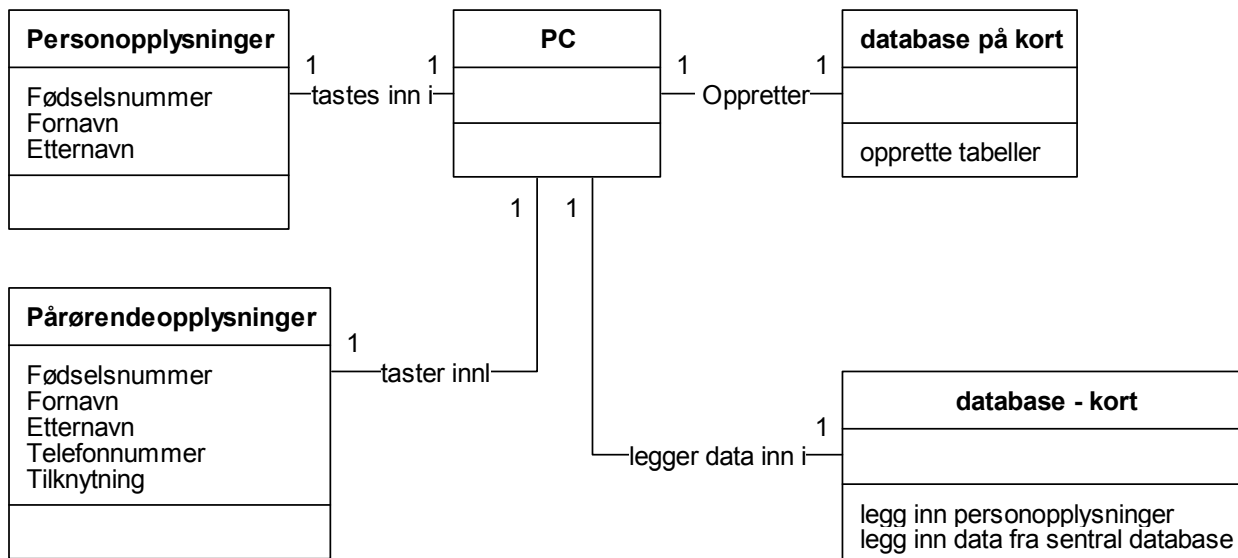 Personopplysninger
Fødselsnummer
Fornavn
Etternavn
1
tastes inn i
1
PC
1
Oppretter
1
database på kort
opprette tabeller
1
1
Pårørendeopplysninger
Fødselsnummer
Fornavn
Etternavn
Telefonnummer
Tilknytning
1
taster innl
legger data inn i
1
database - kort
legg inn personopplysninger
legg inn data fra sentral database